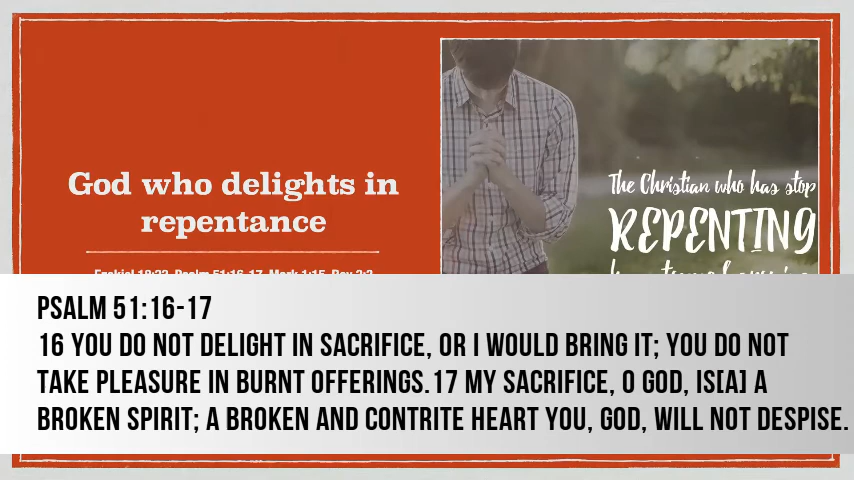 God who delights in
repentance
The Christian who has stop
REPENTING
PSALM 51:16-17
16 YOU DO NOT DELIGHT IN SACRIFICE, OR I WOULD BRING IT; YOU DO NOT
TAKE PLEASURE IN BURNT OFFERINGS.17 MY SACRIFICE, O GOD, IS[A] A
BROKEN SPIRIT; A BROKEN AND CONTRITE HEART YOU, GOD, WILL NOT DESPISE.